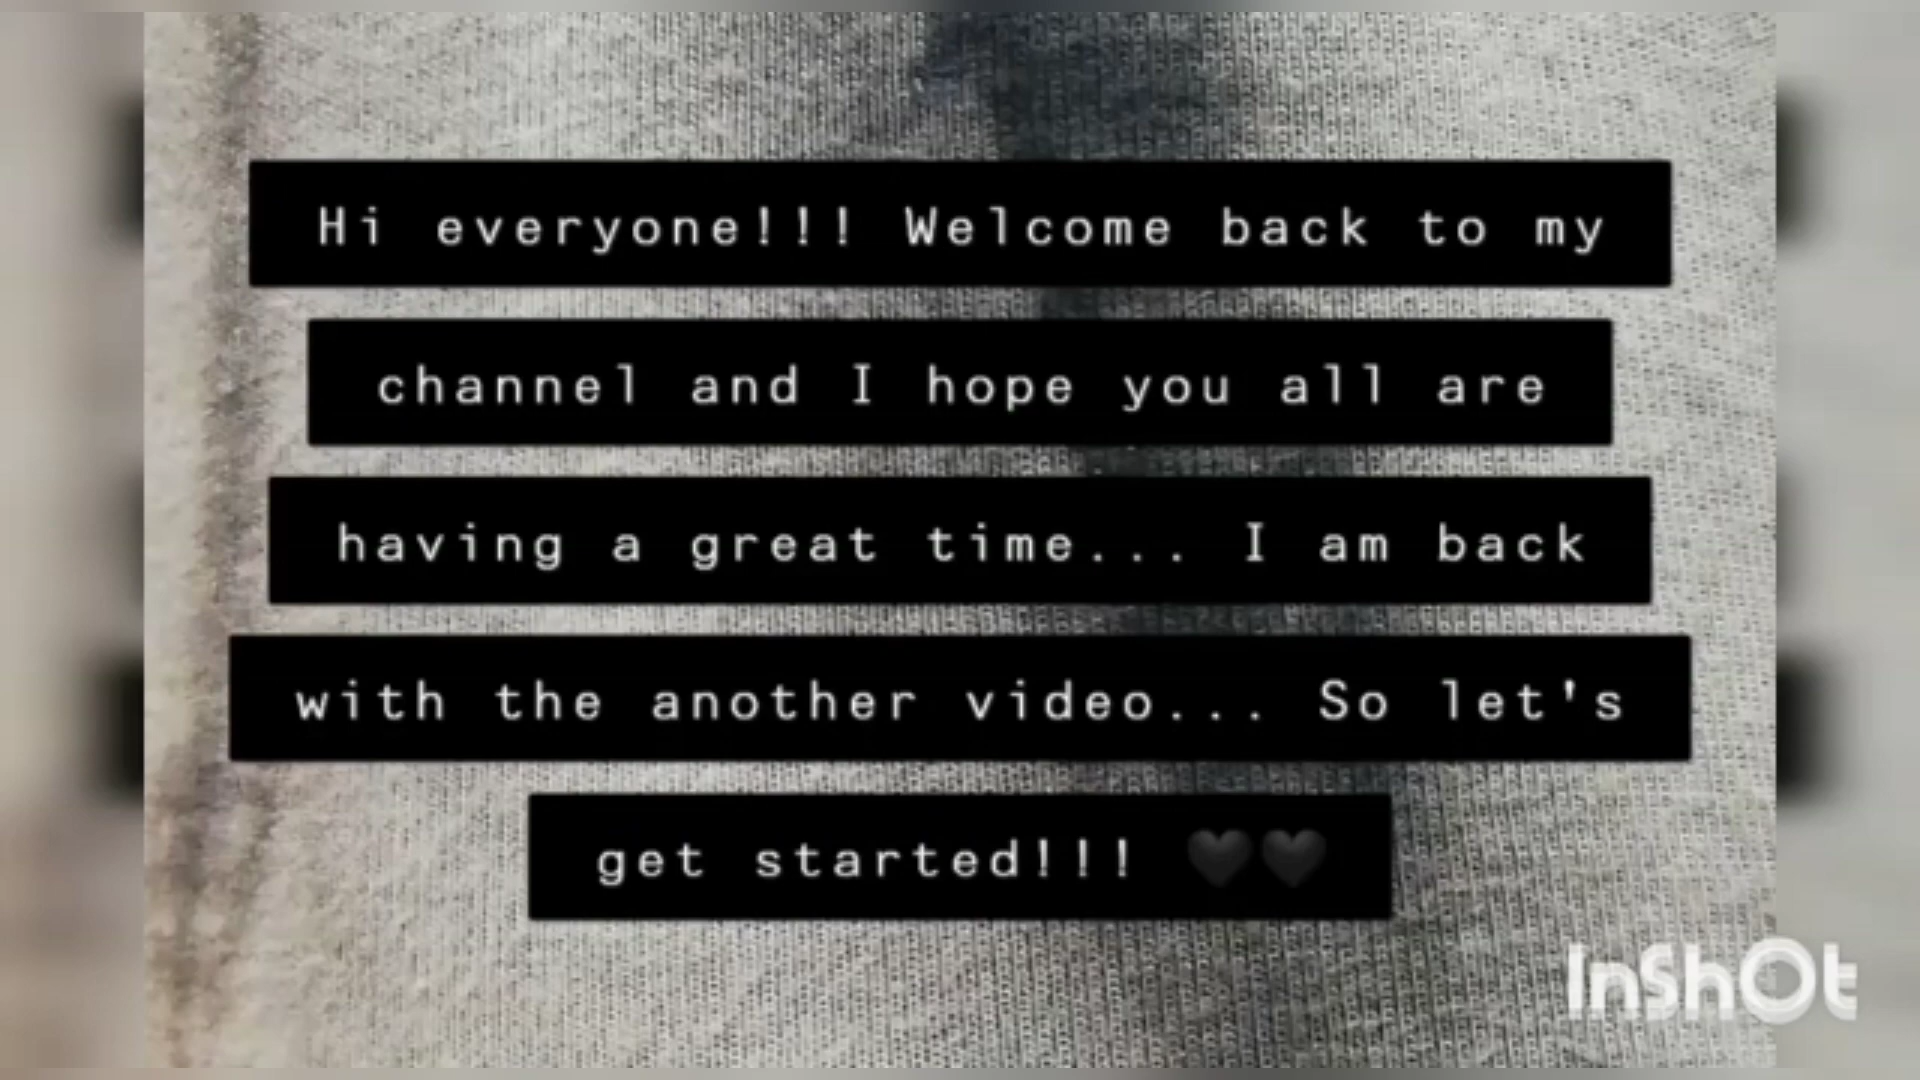 Hi everyone!!! Welcome back to my
channel and I hope you all are
having a great time... I am back
with the another video... So let's
get started!!! 🖤🖤
InShOt